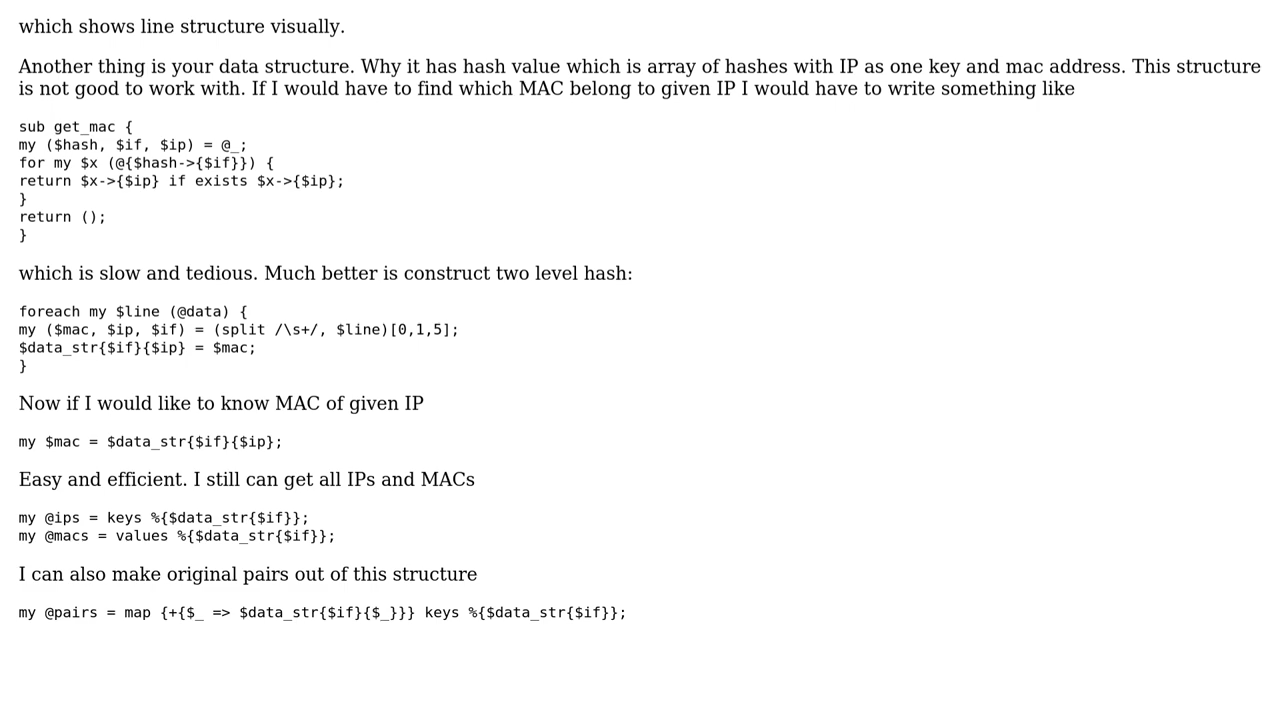 which shows line structure visually.
Another thing is your data structure. Why it has hash value which is array of hashes with IP as one key and mac address. This structure
is not good to work with. If I would have to find which MAC belong to given IP I would have to write something like
sub get_mac {
my ($hash, $if, $ip) = @_;
for my $x (@{$hash->{$if}}) {
return $x->{$ip} if exists $x->{$ip};
}
return ();
}
which is slow and tedious. Much better is construct two level hash:
foreach my $line (@data) {
my ($mac, $ip, $if) = (split /\s+/, $line)[0,1,5];
$data_str{$if}{$ip} = $mac;
}
Now if I would like to know MAC of given IP
my $mac = $data_str{$if}{$ip};
Easy and efficient. I still can get all IPs and MACs
my @ips = keys %{$data_str{$if}};
my @macs = values %{$data_str{$if}};
I can also make original pairs out of this structure
my @pairs = map {+{$_ => $data_str{$if}{$_}}} keys %{$data_str{$if}};